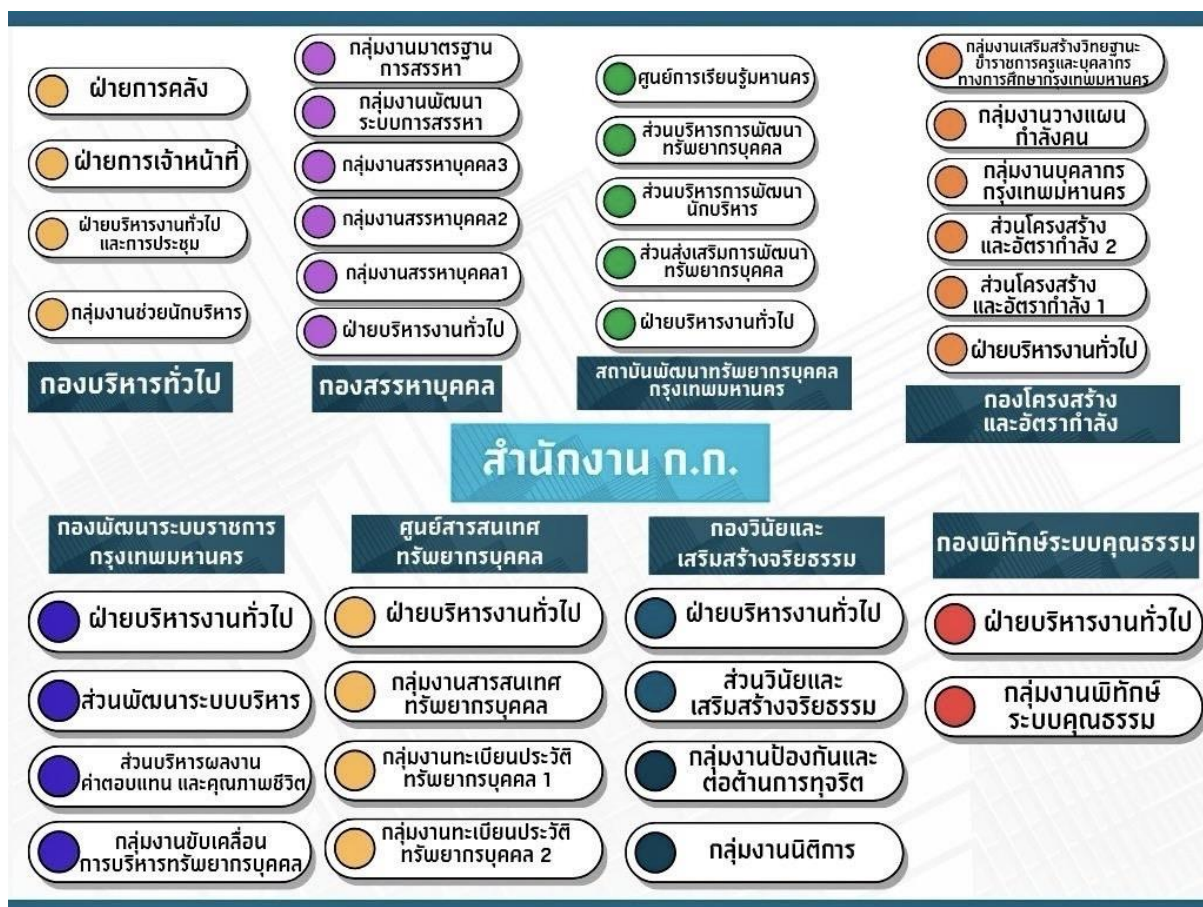 ฝ่ายการคลัง
ฝ่ายการเจ้าหน้าที่
ฝ่ายบริหารงานทั่วไป
และการประชุม
กลุ่มงานช่วยนักบริหาร
กองบริหารทั่วไป
กลุ่มงานมาตรฐาน
การสรรหา
กลุ่มงานพัฒนา
ระบบการสรรหา
กลุ่มงานสรรหาบุคคล3
กลุ่มงานสรรหาบุคคล2
กลุ่มงานสรรหาบุคคล1
ฝ่ายบริหารงานทั่วไป
กองสรรหาบุคคล
ศูนย์การเรียนรู้มหานคร
ส่วนบริหารการพัฒนา
ทรัพยากรบุคคล
ส่วนบริหารการพัฒนา
นักบริหาร
ส่วนส่งเสริมการพัฒนา
ทรัพยากรบุคคล
ฝ่ายบริหารงานทั่วไป
สถาบันพัฒนาทรัพยากรบุคคล
กรุงเทพมหานคร
กลุ่มงานเสริมสร้างวิทยฐานะ
ข้าราชการครูและบุคลากร
ทางการศึกษากรุงเทพมหานคร
กลุ่มงานวางแผน
กำลังคน
กลุ่มงานบุคลากร
กรุงเทพมหานคร
ส่วนโครงสร้าง
และอัตรากำลัง 2
ส่วนโครงสร้าง
และอัตรากำลัง 1
ฝ่ายบริหารงานทั่วไป
กองโครงสร้าง
และอัตรากำลัง
สำนักงาน ก.ก.
กองพัฒนาระบบราชการ
กรุงเทพมหานคร
ฝ่ายบริหารงานทั่วไป
ส่วนพัฒนาระบบบริหาร
ส่วนบริหารผลงาน
ค่าตอบแทน และคุณภาพชีวิต
กลุ่มงานขับเคลื่อน
การบริหารทรัพยากรบุคคล
ศูนย์สารสนเทศ
ทรัพยากรบุคคล
ฝ่ายบริหารงานทั่วไป
กลุ่มงานสารสนเทศ
ทรัพยากรบุคคล
กลุ่มงานทะเบียนประวัติ
ทรัพยากรบุคคล 1
กลุ่มงานทะเบียนประวัติ
ทรัพยากรบุคคล 2
กองวินัยและ
เสริมสร้างจริยธรรม
ฝ่ายบริหารงานทั่วไป
ส่วนวินัยและ
เสริมสร้างจริยธรรม
กลุ่มงานป้องกันและ
ต่อต้านการทุจริต
กลุ่มงานนิติการ
กองพิทักษ์ระบบคุณธรรม
ฝ่ายบริหารงานทั่วไป
กลุ่มงานพิทักษ์
ระบบคุณธรรม